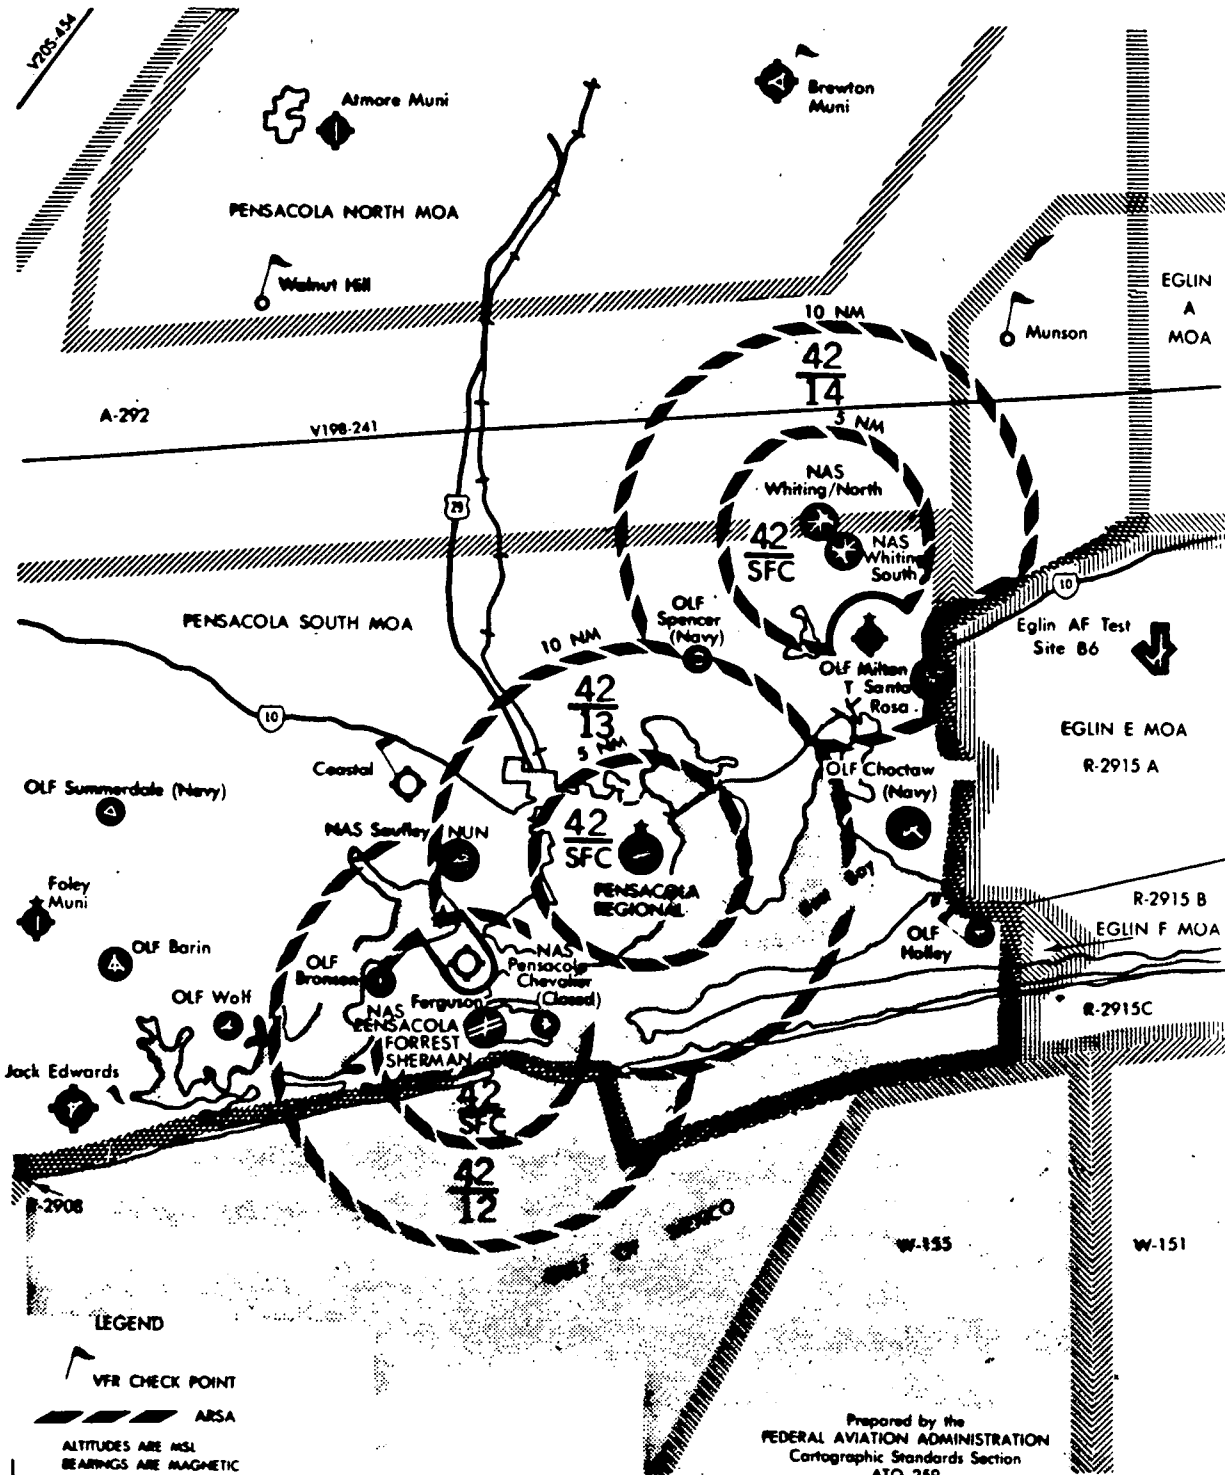 V205-454
Atmore Muni
Brewton
Muni
PENSACOLA NORTH MOA
Walnut Hill
EGLIN
A
MOA
10 NM
Munson
42
14
A-292
V198-241
5 NM
NAS
Whiting/North
29
42
SFC
NAS
Whiting
South
10
OLF
Spencer
(Navy)
PENSACOLA SOUTH MOA
10 NM
Eglin AF Test
Site B6
OLF Milton
T Santa
Rosa
42
13
10
5 NM
EGLIN E MOA
R-2915 A
Coastal
OLF Choctaw
(Navy)
OLF Summerdale (Navy)
NAS Saufley
NUN
42
SFC
PENSACOLA
REGIONAL
Foley
Muni
R-2915 B
EGLIN F MOA
OLF
Holley
OLF Barin
OLF
Bronson
NAS
Pensacola
Chevalier
(Closed)
OLF Wolf
Ferguson
NAS
PENSACOLA
FORREST
SHERMAN
R-2915C
Jack Edwards
42
SFC
42
12
R-2908
GULF OF MEXICO
W-155
W-151
LEGEND
VFR CHECK POINT
ARSA
ALTITUDES ARE MSL
BEARINGS ARE MAGNETIC
Prepared by the
FEDERAL AVIATION ADMINISTRATION
Cartographic Standards Section
ATO-259